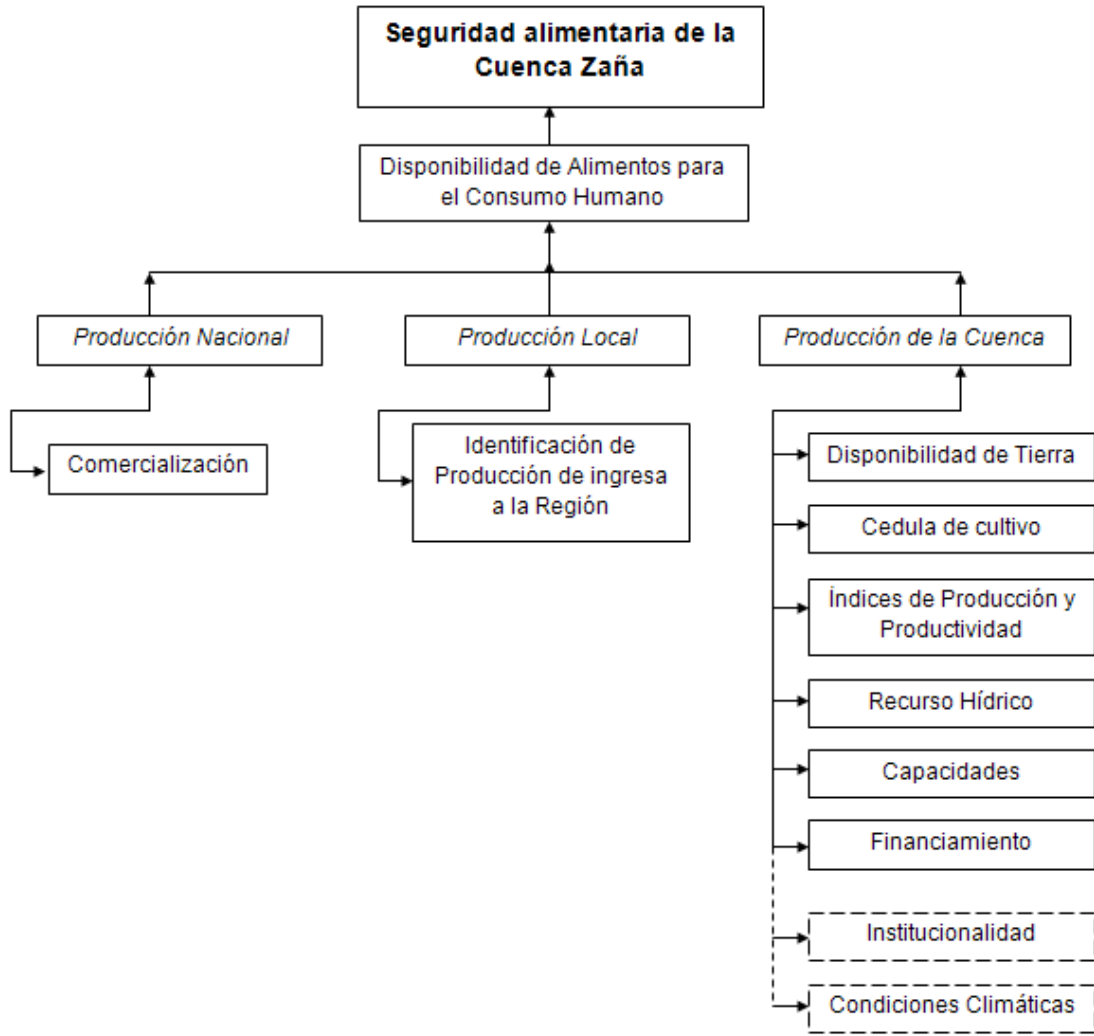 Seguridad alimentaria de la
Cuenca Zaña
Disponibilidad de Alimentos para
el Consumo Humano
Producción Nacional
Producción Local
Producción de la Cuenca
Comercialización
Identificación de
Producción de ingresa
a la Región
Disponibilidad de Tierra
Cedula de cultivo
Índices de Producción y
Productividad
Recurso Hídrico
Capacidades
Financiamiento
Institucionalidad
Condiciones Climáticas